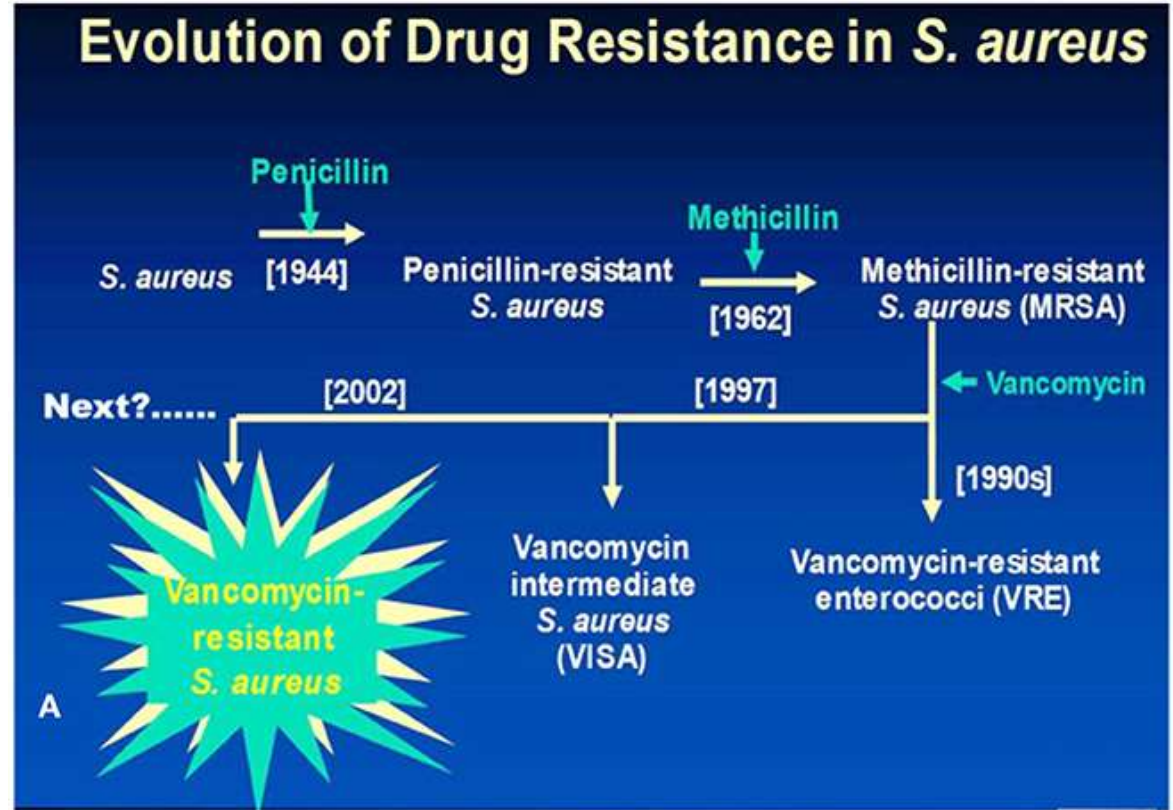 Evolution of Drug Resistance in S. aureus
Penicillin
S. aureus
[1944]
Penicillin-resistant
S. aureus
Methicillin
[1962]
Methicillin-resistant
S. aureus (MRSA)
Vancomycin
Next?......
[2002]
[1997]
[1990s]
Vancomycin-
resistant
S. aureus
Vancomycin
intermediate
S. aureus
(VISA)
Vancomycin-resistant
enterococci (VRE)
A